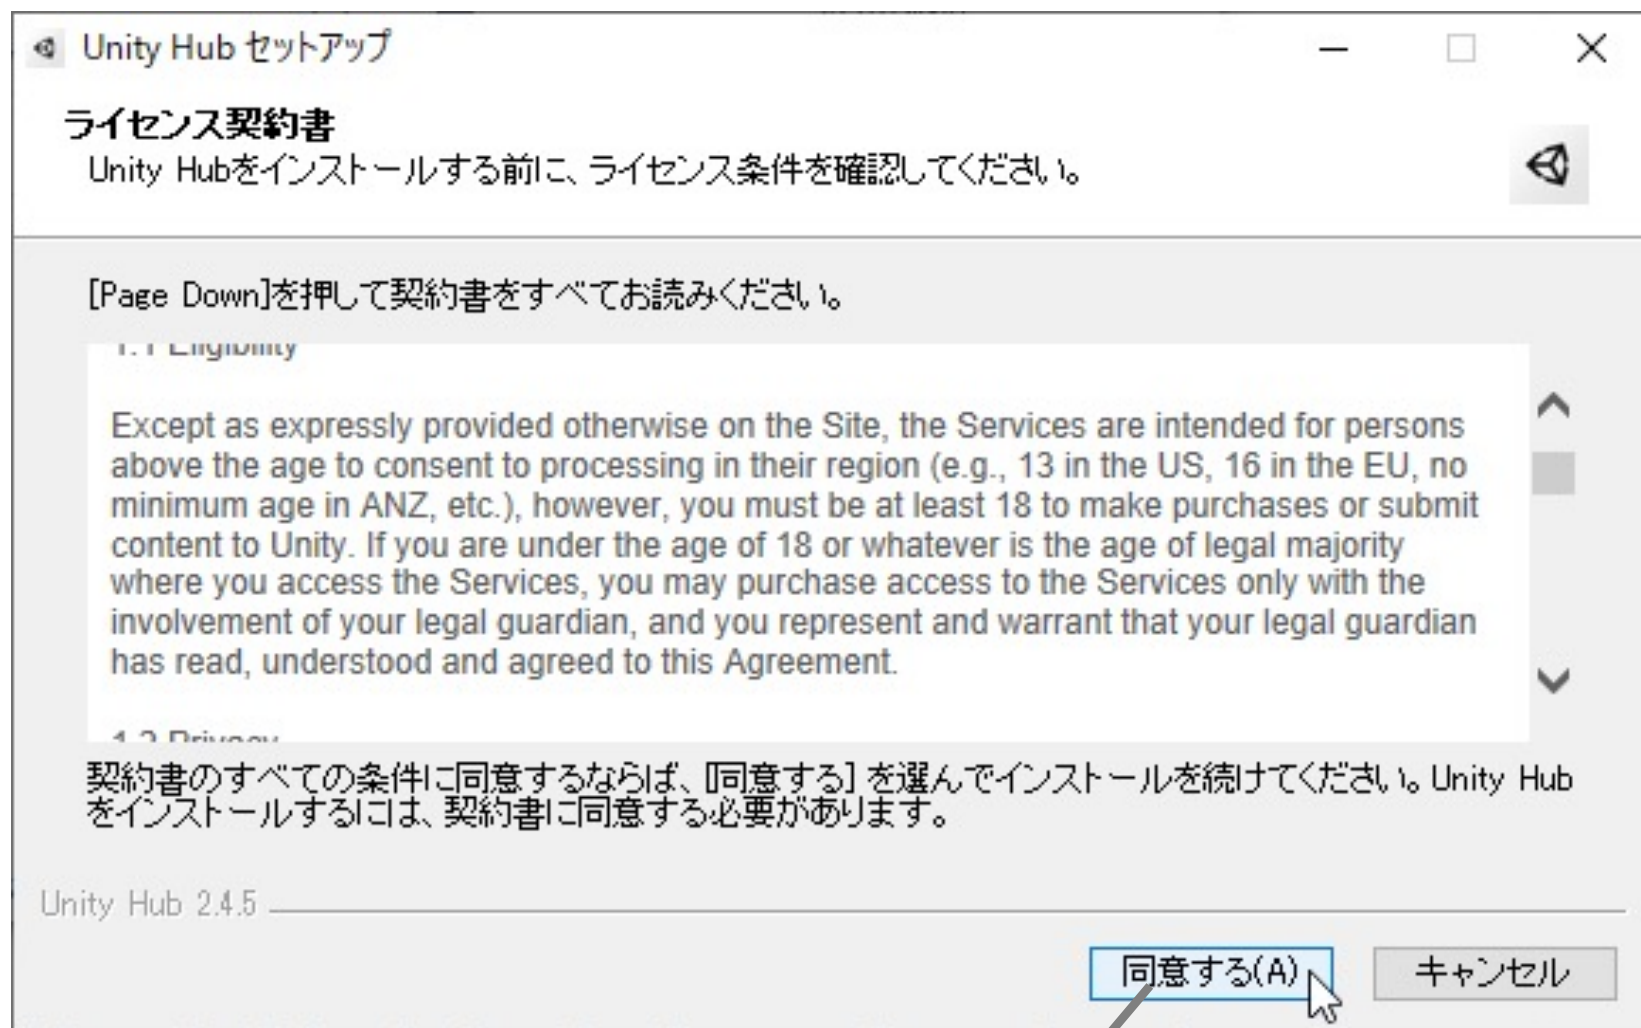 Unity Hub セットアップ
ライセンス契約書
Unity Hubをインストールする前に、ライセンス条件を確認してください。
[Page Down]を押して契約書をすべてお読みください。
1.1 Eligibility
Except as expressly provided otherwise on the Site, the Services are intended for persons
above the age to consent to processing in their region (e.g., 13 in the US, 16 in the EU, no
minimum age in ANZ, etc.), however, you must be at least 18 to make purchases or submit
content to Unity. If you are under the age of 18 or whatever is the age of legal majority
where you access the Services, you may purchase access to the Services only with the
involvement of your legal guardian, and you represent and warrant that your legal guardian
has read, understood and agreed to this Agreement.
1.2 Privacy
契約書のすべての条件に同意するならば、[同意する] を選んでインストールを続けてください。Unity Hub
をインストールするには、契約書に同意する必要があります。
Unity Hub 2.4.5
同意する(A)
キャンセル